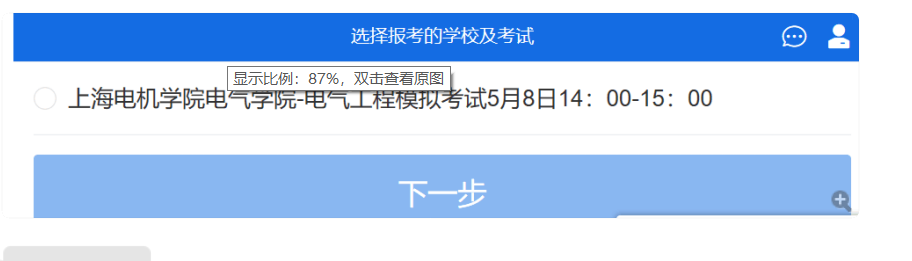 选择报考的学校及考试
显示比例：87%，双击查看原图
上海电机学院电气学院-电气工程模拟考试5月8日14：00-15：00
下一步